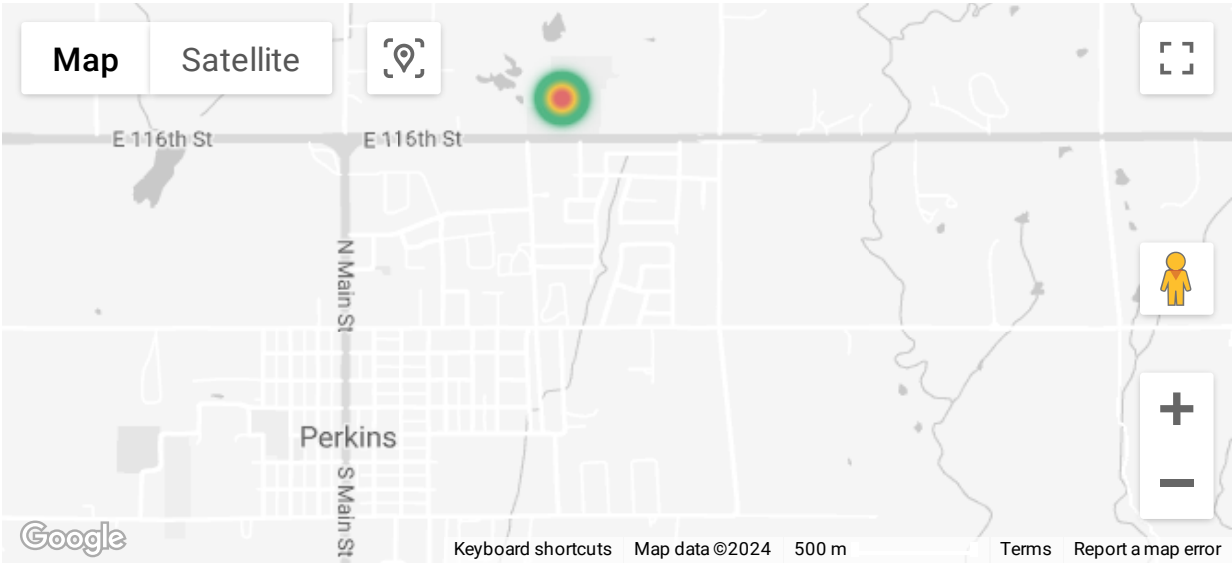 Map
Satellite
E 116th St
E 116th St
N Main St
Perkins
S Main St
Google
Keyboard shortcuts
Map data ©2024
500 m
Terms
Report a map error